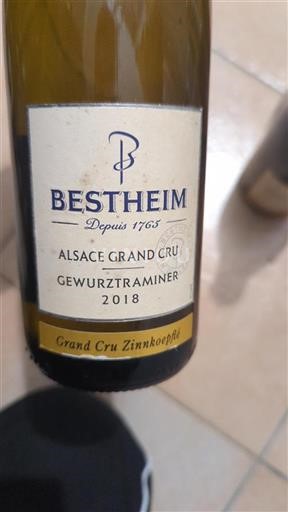 BESTHEIM
Depuis 1765
ALSACE GRAND CRU
GEWURZTRAMINER
2018
Grand Cru Zinnkoepflé